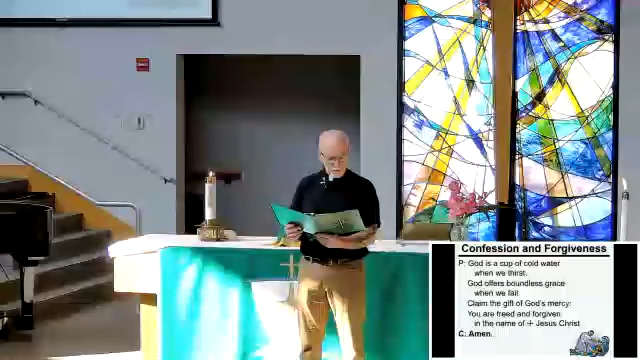 Confession and Forgiveness
P: God is a cup of cold water
when we thirst.
God offers boundless grace
when we fail.
Claim the gift of God's mercy:
You are freed and forgiven
in the name of + Jesus Christ
C: Amen.